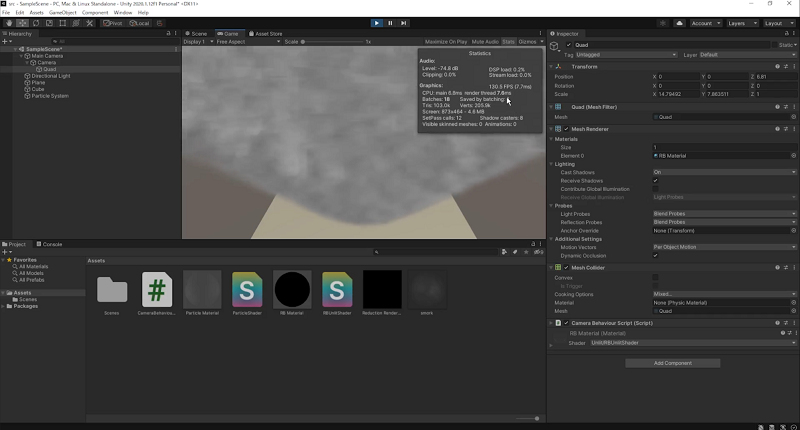 src - SampleScene - PC, Mac & Linux Standalone - Unity 2020.1.12f1 Personal* <DX11>
File Edit Assets GameObject Component Window Help
Pivot Local Account Layers Layout
Hierarchy
All
SampleScene*
Main Camera
Camera
Quad
Directional Light
Plane
Cube
Particle System
Scene Game Asset Store
Display 1 Free Aspect Scale 1x Maximize On Play Mute Audio Stats Gizmos
Statistics
Audio:
Level: -74.8 dB DSP load: 0.2%
Clipping: 0.0% Stream load: 0.0%
Graphics: 130.5 FPS (7.7ms)
CPU: main 6.8ms render thread 7.6ms
Batches: 18 Saved by batching:
Tris: 103.0k Verts: 205.9k
Screen: 873x484 - 4.8 MB
SetPass calls: 12 Shadow casters: 8
Visible skinned meshes: 0 Animations: 0
Project Console
Favorites
All Materials
All Models
All Prefabs
Assets
Scenes
Packages
Assets
Scenes CameraBehaviou... Particle Material ParticleShader RB Material RBUnlitShader Reduction Render... smork
Inspector
Quad Static
Tag Untagged Layer Default
Transform
Position X 0 Y 0 Z 6.81
Rotation X 0 Y 0 Z 0
Scale X 14.79492 Y 7.863511 Z 1
Quad (Mesh Filter)
Mesh Quad
Mesh Renderer
Materials
Size 1
Element 0 RB Material
Lighting
Cast Shadows On
Receive Shadows
Contribute Global Illumination
Receive Global Illumination Light Probes
Probes
Light Probes Blend Probes
Reflection Probes Blend Probes
Anchor Override None (Transform)
Additional Settings
Motion Vectors Per Object Motion
Dynamic Occlusion
Mesh Collider
Convex
Is Trigger
Cooking Options Mixed...
Material None (Physic Material)
Mesh Quad
Camera Behaviour Script (Script)
RB Material (Material)
Shader Unlit/RBUnlitShader
Add Component